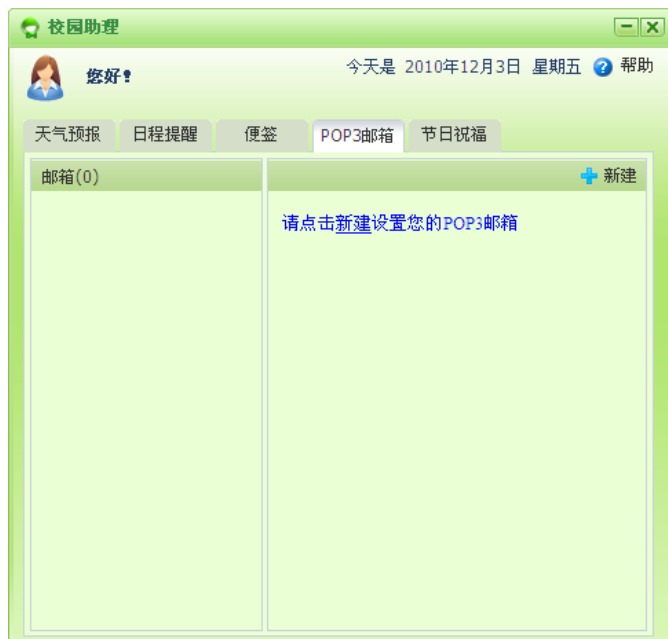 校园助理
您好!
今天是 2010年12月3日 星期五 帮助
天气预报 日程提醒 便签 POP3邮箱 节日祝福
邮箱(0)
新建
请点击新建设置您的POP3邮箱